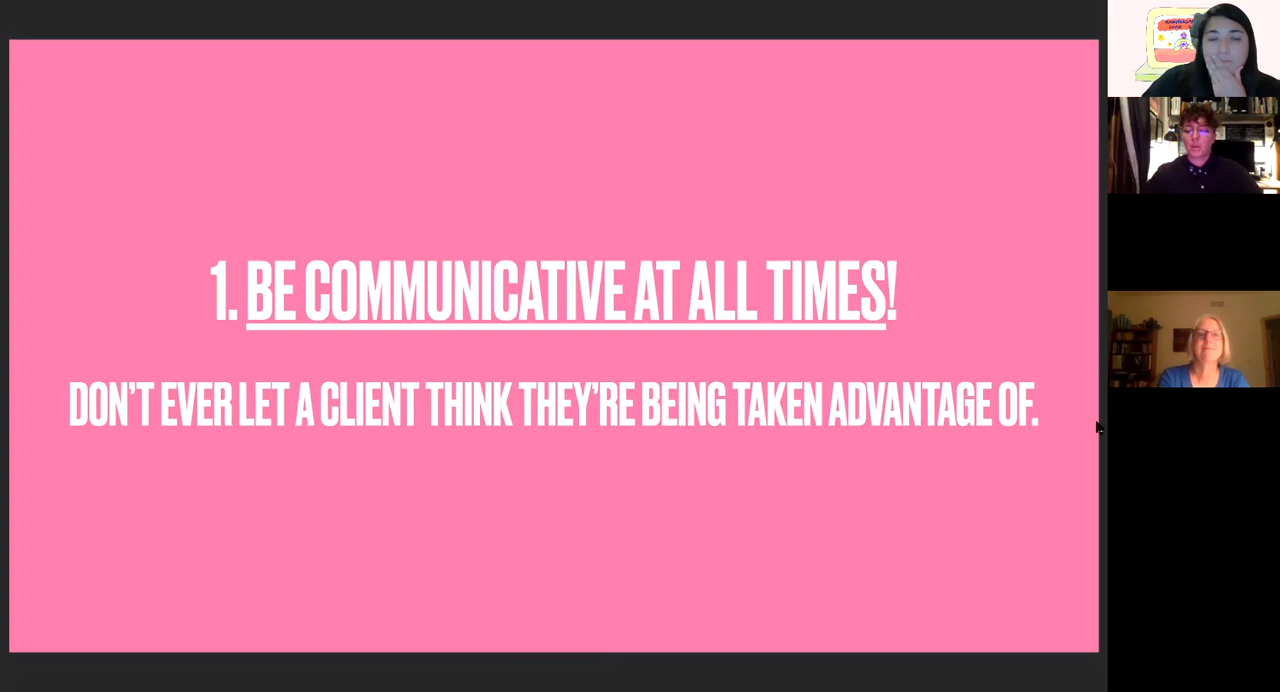 1. BE COMMUNICATIVE AT ALL TIMES!
DON’T EVER LET A CLIENT THINK THEY’RE BEING TAKEN ADVANTAGE OF.